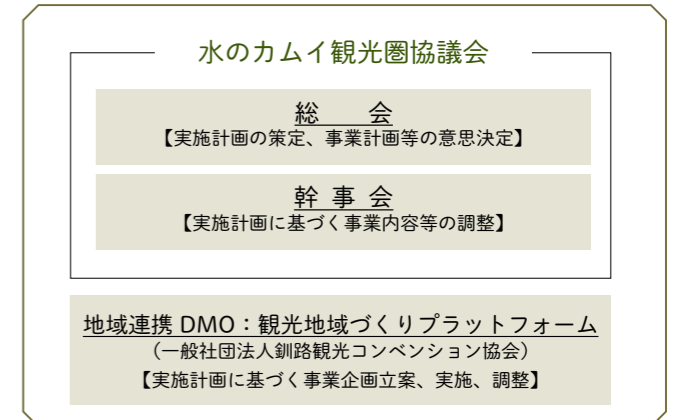 水のカムイ観光圏協議会
総　　会
【実施計画の策定、事業計画等の意思決定】
幹 事 会
【実施計画に基づく事業内容等の調整】
地域連携 DMO：観光地域づくりプラットフォーム
（一般社団法人釧路観光コンベンション協会）
【実施計画に基づく事業企画立案、実施、調整】